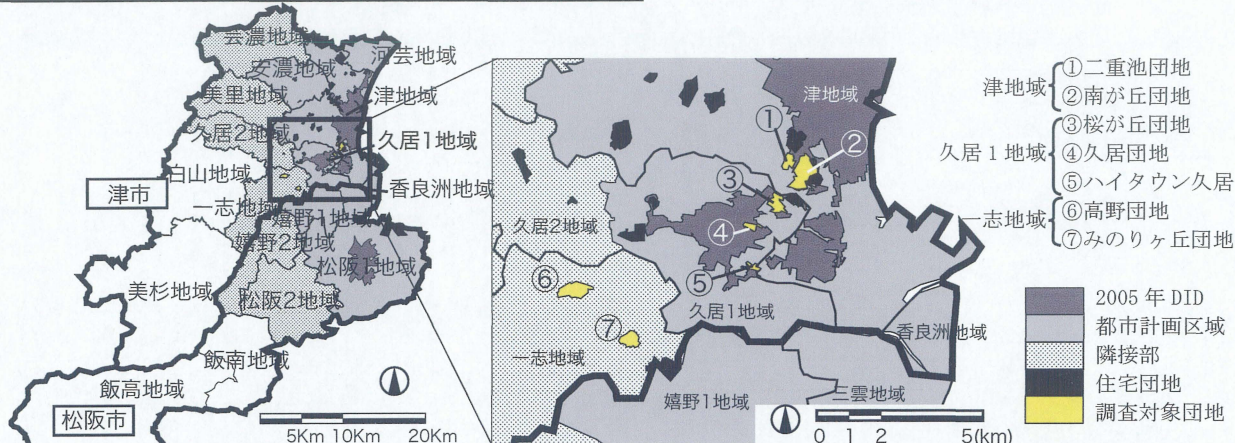 芸濃地域
河芸地域
安濃地域
美里地域
津地域
久居2地域
久居1地域
白山地域
津市
香良洲地域
一志地域
嬉野1地域
嬉野2地域
松阪1地域
美杉地域
松阪2地域
飯南地域
飯高地域
松阪市
5Km 10Km 20Km
津地域
①
②
③
久居2地域
④
⑤
⑥
久居1地域
⑦
香良洲地域
一志地域
嬉野1地域
三雲地域
0 1 2 5(km)
津地域
①二重池団地
②南が丘団地
久居1地域
③桜が丘団地
④久居団地
⑤ハイタウン久居
一志地域
⑥高野団地
⑦みのりヶ丘団地
2005年DID
都市計画区域
隣接部
住宅団地
調査対象団地